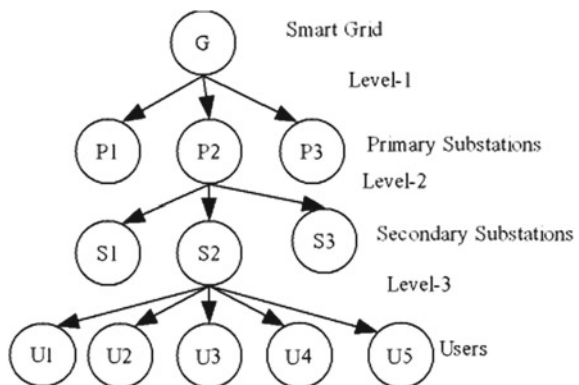 G
Smart Grid
Level-1
P1 P2 P3 Primary Substations
Level-2
S1 S2 S3 Secondary Substations
Level-3
U1 U2 U3 U4 U5 Users